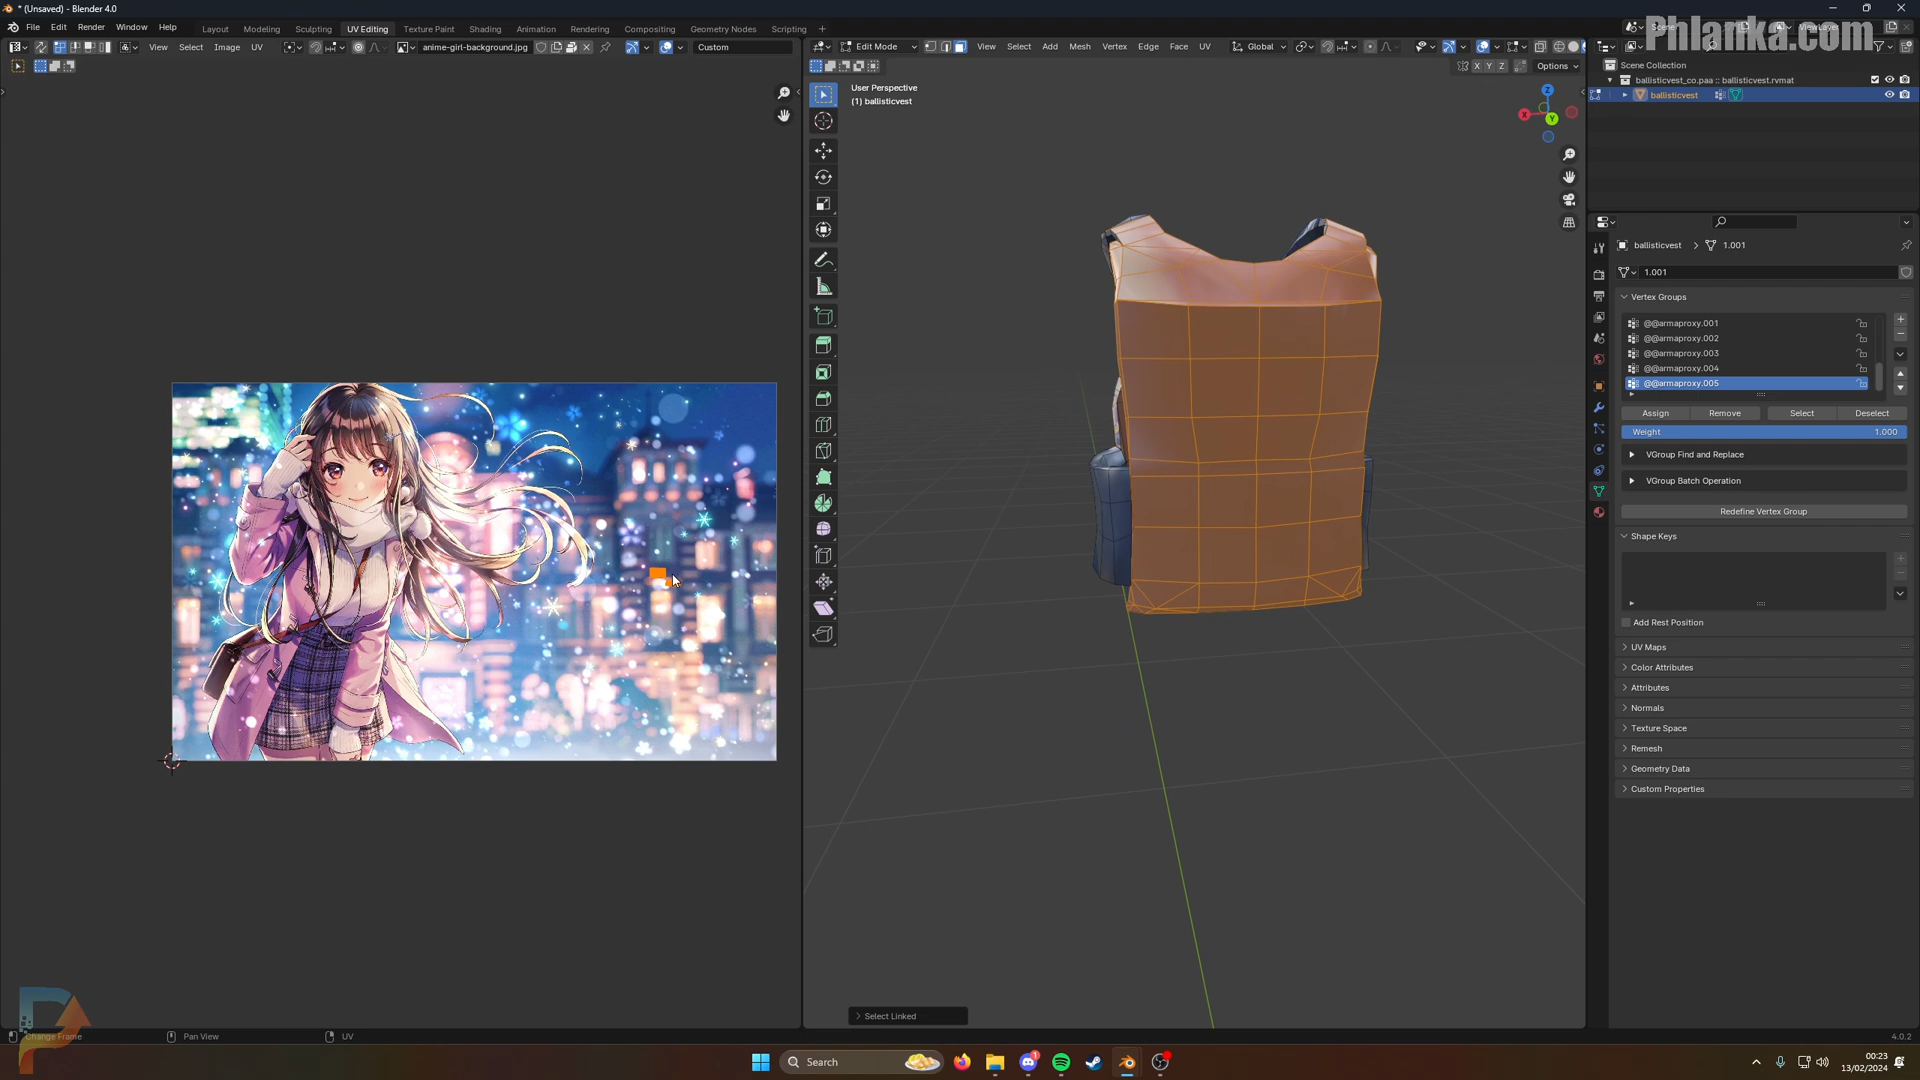 * (Unsaved) - Blender 4.0
File Edit Render Window Help
Layout Modeling Sculpting UV Editing Texture Paint Shading Animation Rendering Compositing Geometry Nodes Scripting +
Scene
ViewLayer
Phlanka.com
View Select Image UV
anime-girl-background.jpg
Custom
Edit Mode
View Select Add Mesh Vertex Edge Face UV
Global
X Y Z
Options
User Perspective
(1) ballisticvest
Z
X
Y
Scene Collection
ballisticvest_co.paa :: ballisticvest.rvmat
ballisticvest
ballisticvest > 1.001
1.001
Vertex Groups
@@armaproxy.001
@@armaproxy.002
@@armaproxy.003
@@armaproxy.004
@@armaproxy.005
Assign Remove Select Deselect
Weight 1.000
VGroup Find and Replace
VGroup Batch Operation
Redefine Vertex Group
Shape Keys
Add Rest Position
UV Maps
Color Attributes
Attributes
Normals
Texture Space
Remesh
Geometry Data
Custom Properties
Select Linked
Change Frame Pan View UV
4.0.2
Search
1
00:23
13/02/2024